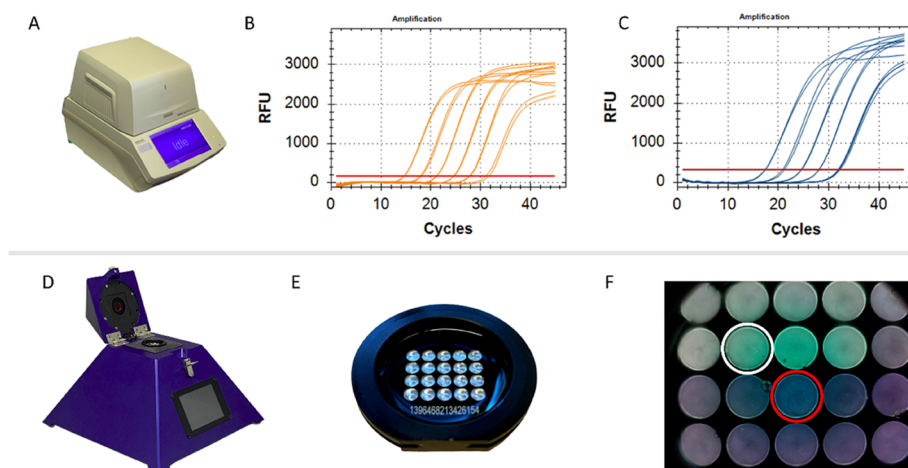 A
B
Amplification
RFU
3000
2000
1000
0
0 10 20 30 40
Cycles
C
Amplification
RFU
3000
2000
1000
0
0 10 20 30 40
Cycles
Idle
D
E
1396468213426154
F